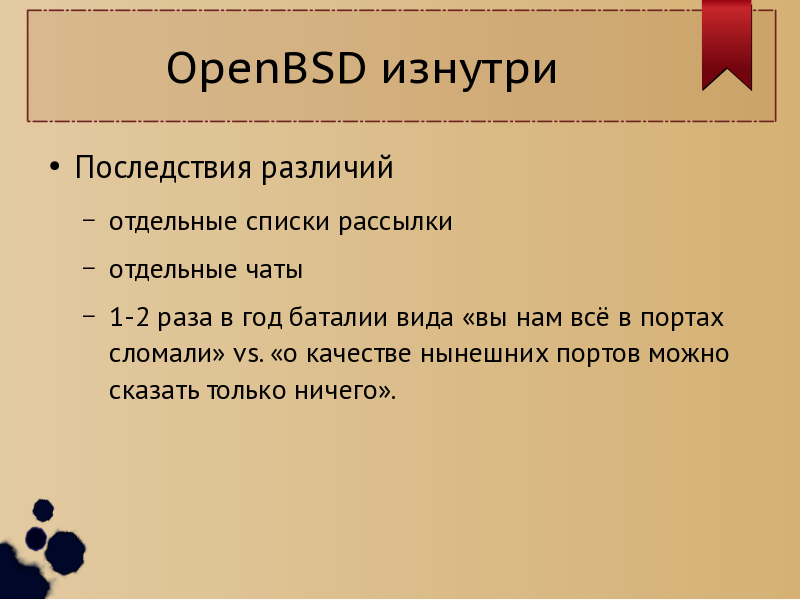 OpenBSD изнутри
• Последствия различий
– отдельные списки рассылки
– отдельные чаты
– 1-2 раза в год баталии вида «вы нам всё в портах
сломали» vs. «о качестве нынешних портов можно
сказать только ничего».